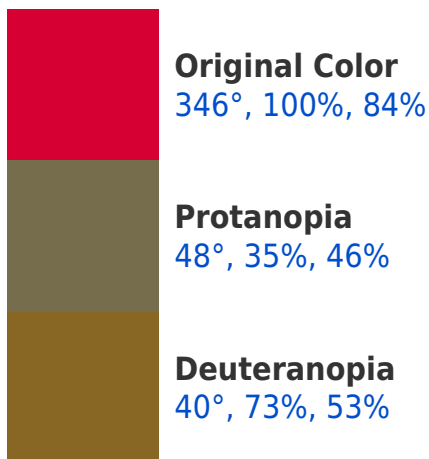 Original Color
346°, 100%, 84%
Protanopia
48°, 35%, 46%
Deuteranopia
40°, 73%, 53%